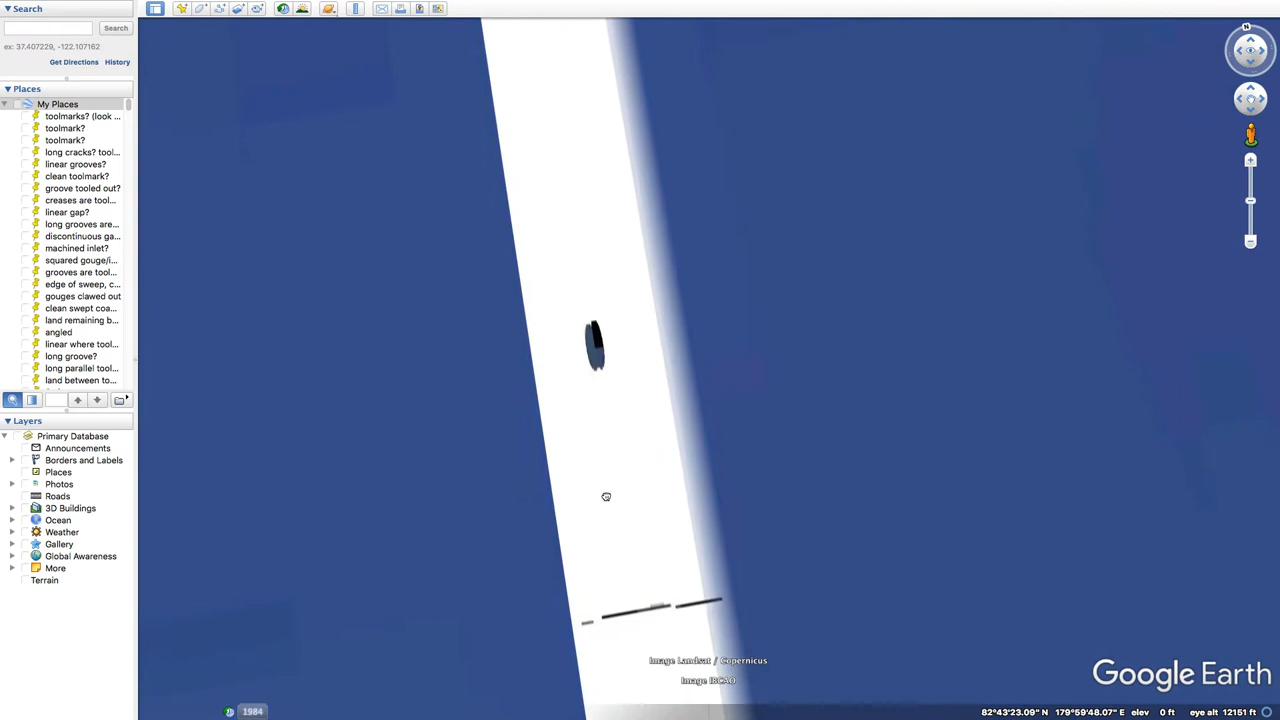 Search
Search
ex: 37.407229, -122.107162
Get Directions History
Places
My Places
toolmarks? (look ...
toolmark?
toolmark?
long cracks? tool...
linear grooves?
clean toolmark?
groove tooled out?
creases are tool...
linear gap?
long grooves are...
discontinuous ga...
machined inlet?
squared gouge/i...
grooves are tool...
edge of sweep, c...
gouges clawed out
clean swept coa...
land remaining b...
angled
linear where tool...
long groove?
long parallel tool...
land between to...
Layers
Primary Database
Announcements
Borders and Labels
Places
Photos
Roads
3D Buildings
Ocean
Weather
Gallery
Global Awareness
More
Terrain
N
Image Landsat / Copernicus
Image IBCAO
Google Earth
1984
82°43'23.09" N 179°59'48.07" E elev 0 ft eye alt 12151 ft